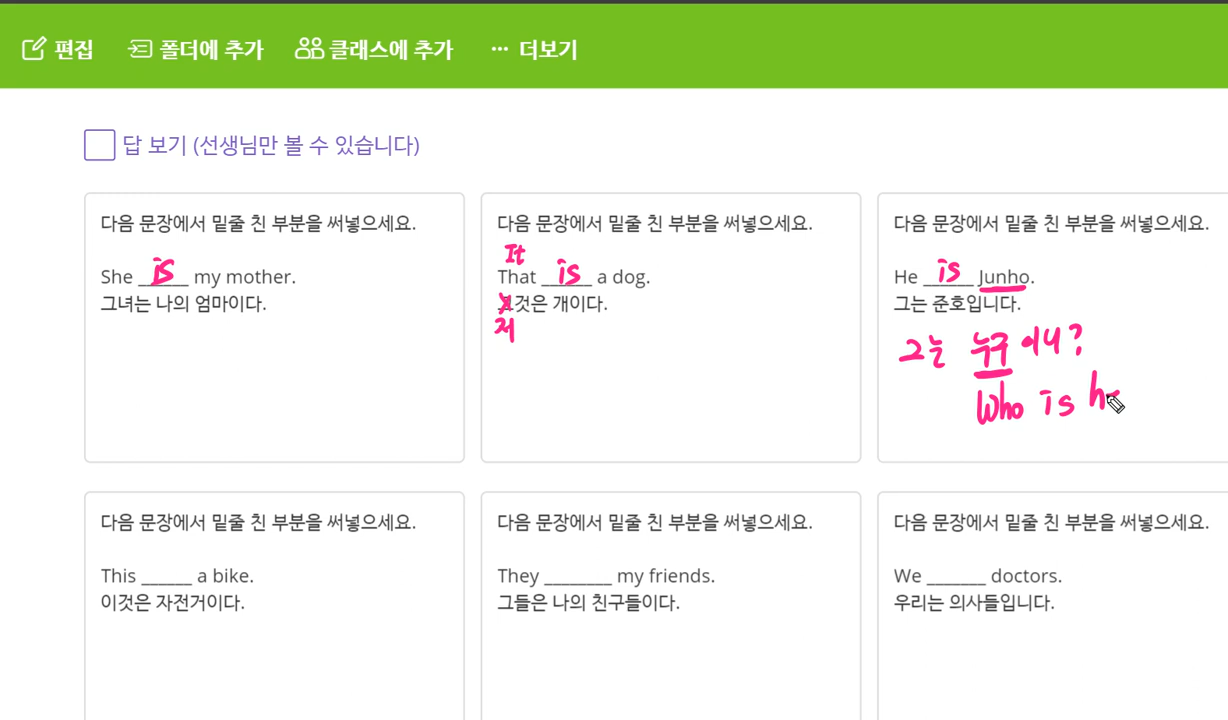 편집 폴더에 추가 클래스에 추가 ··· 더보기
답 보기 (선생님만 볼 수 있습니다)
다음 문장에서 밑줄 친 부분을 써넣으세요.
She is my mother.
그녀는 나의 엄마이다.
다음 문장에서 밑줄 친 부분을 써넣으세요.
It
That is a dog.
그것은 개이다.
저
다음 문장에서 밑줄 친 부분을 써넣으세요.
He is Junho.
그는 준호입니다.
그는 누구이니?
Who is h
다음 문장에서 밑줄 친 부분을 써넣으세요.
This ______ a bike.
이것은 자전거이다.
다음 문장에서 밑줄 친 부분을 써넣으세요.
They ________ my friends.
그들은 나의 친구들이다.
다음 문장에서 밑줄 친 부분을 써넣으세요.
We _______ doctors.
우리는 의사들입니다.